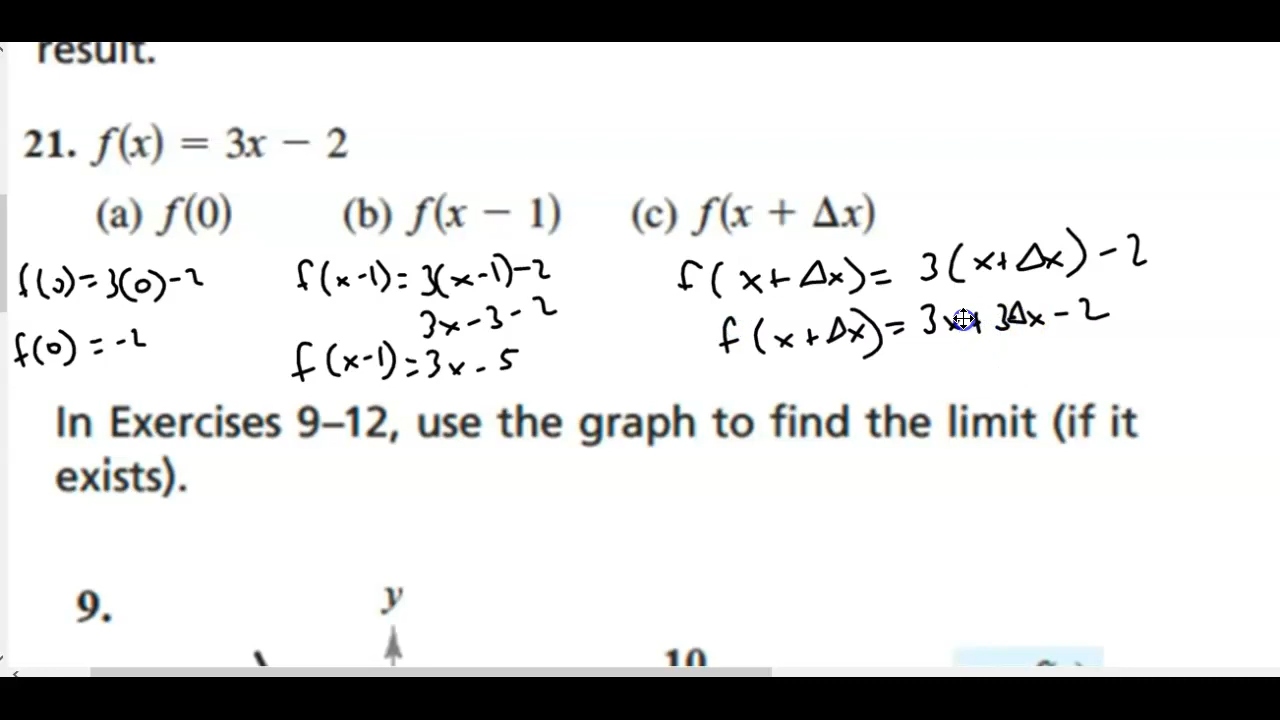 result.
21. f(x) = 3x − 2
(a) f(0) (b) f(x − 1) (c) f(x + Δx)
f(0) = 3(0) - 2
f(0) = -2
f(x-1) = 3(x-1) - 2
3x - 3 - 2
f(x-1) = 3x - 5
f(x + Δx) = 3(x + Δx) - 2
f(x + Δx) = 3x + 3Δx - 2
In Exercises 9–12, use the graph to find the limit (if it
exists).
9.
y
10